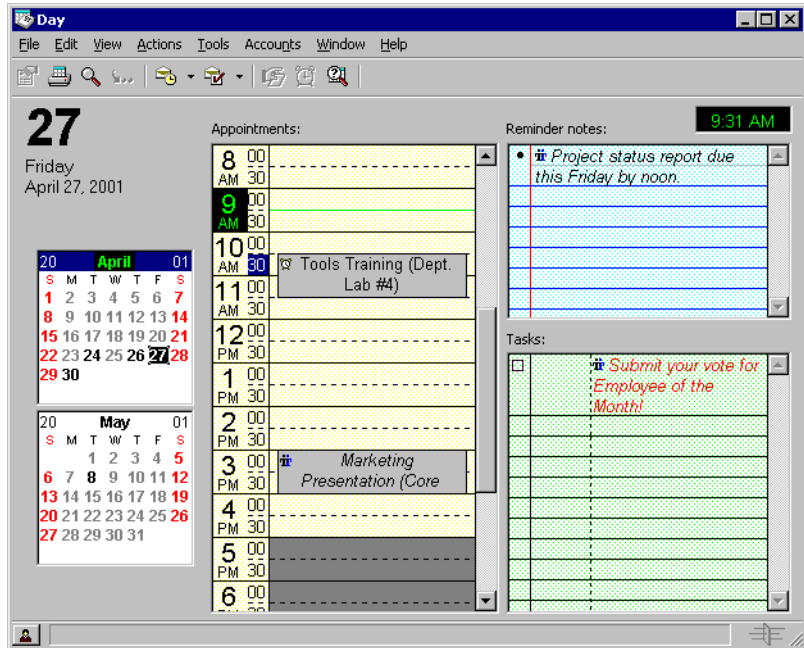 Day
File Edit View Actions Tools Accounts Window Help
27
Friday
April 27, 2001
20 April 01
S M T W T F S
1 2 3 4 5 6 7
8 9 10 11 12 13 14
15 16 17 18 19 20 21
22 23 24 25 26 27 28
29 30
20 May 01
S M T W T F S
1 2 3 4 5
6 7 8 9 10 11 12
13 14 15 16 17 18 19
20 21 22 23 24 25 26
27 28 29 30 31
Appointments:
8 00
AM 30
9 00
AM 30
10 00
AM 30 Tools Training (Dept.
Lab #4)
11 00
AM 30
12 00
PM 30
1 00
PM 30
2 00
PM 30
3 00 Marketing
PM 30 Presentation (Core
4 00
PM 30
5 00
PM 30
6 00
Reminder notes:
9:31 AM
Project status report due
this Friday by noon.
Tasks:
Submit your vote for
Employee of the
Month!